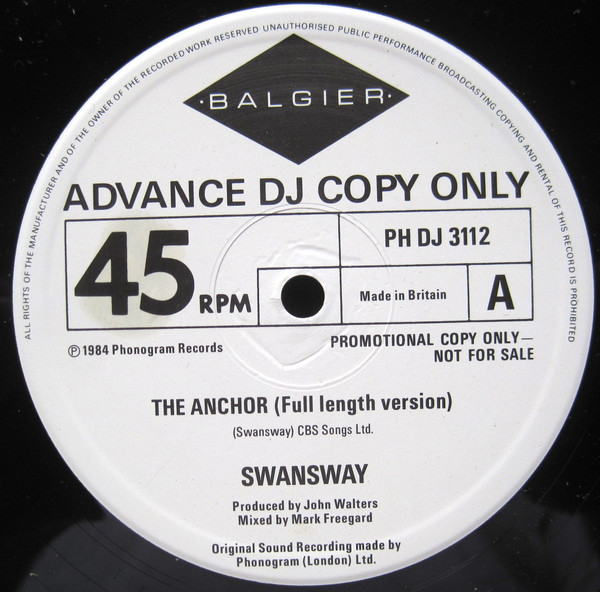 ALL RIGHTS OF THE MANUFACTURER AND OF THE OWNER OF THE RECORDED WORK RESERVED UNAUTHORISED PUBLIC PERFORMANCE BROADCASTING COPYING AND RENTAL OF THIS RECORD IS PROHIBITED
·BALGIER·
ADVANCE DJ COPY ONLY
45 RPM
PH DJ 3112
Made in Britain
A
℗ 1984 Phonogram Records
PROMOTIONAL COPY ONLY—
NOT FOR SALE
THE ANCHOR (Full length version)
(Swansway) CBS Songs Ltd.
SWANSWAY
Produced by John Walters
Mixed by Mark Freegard
Original Sound Recording made by
Phonogram (London) Ltd.